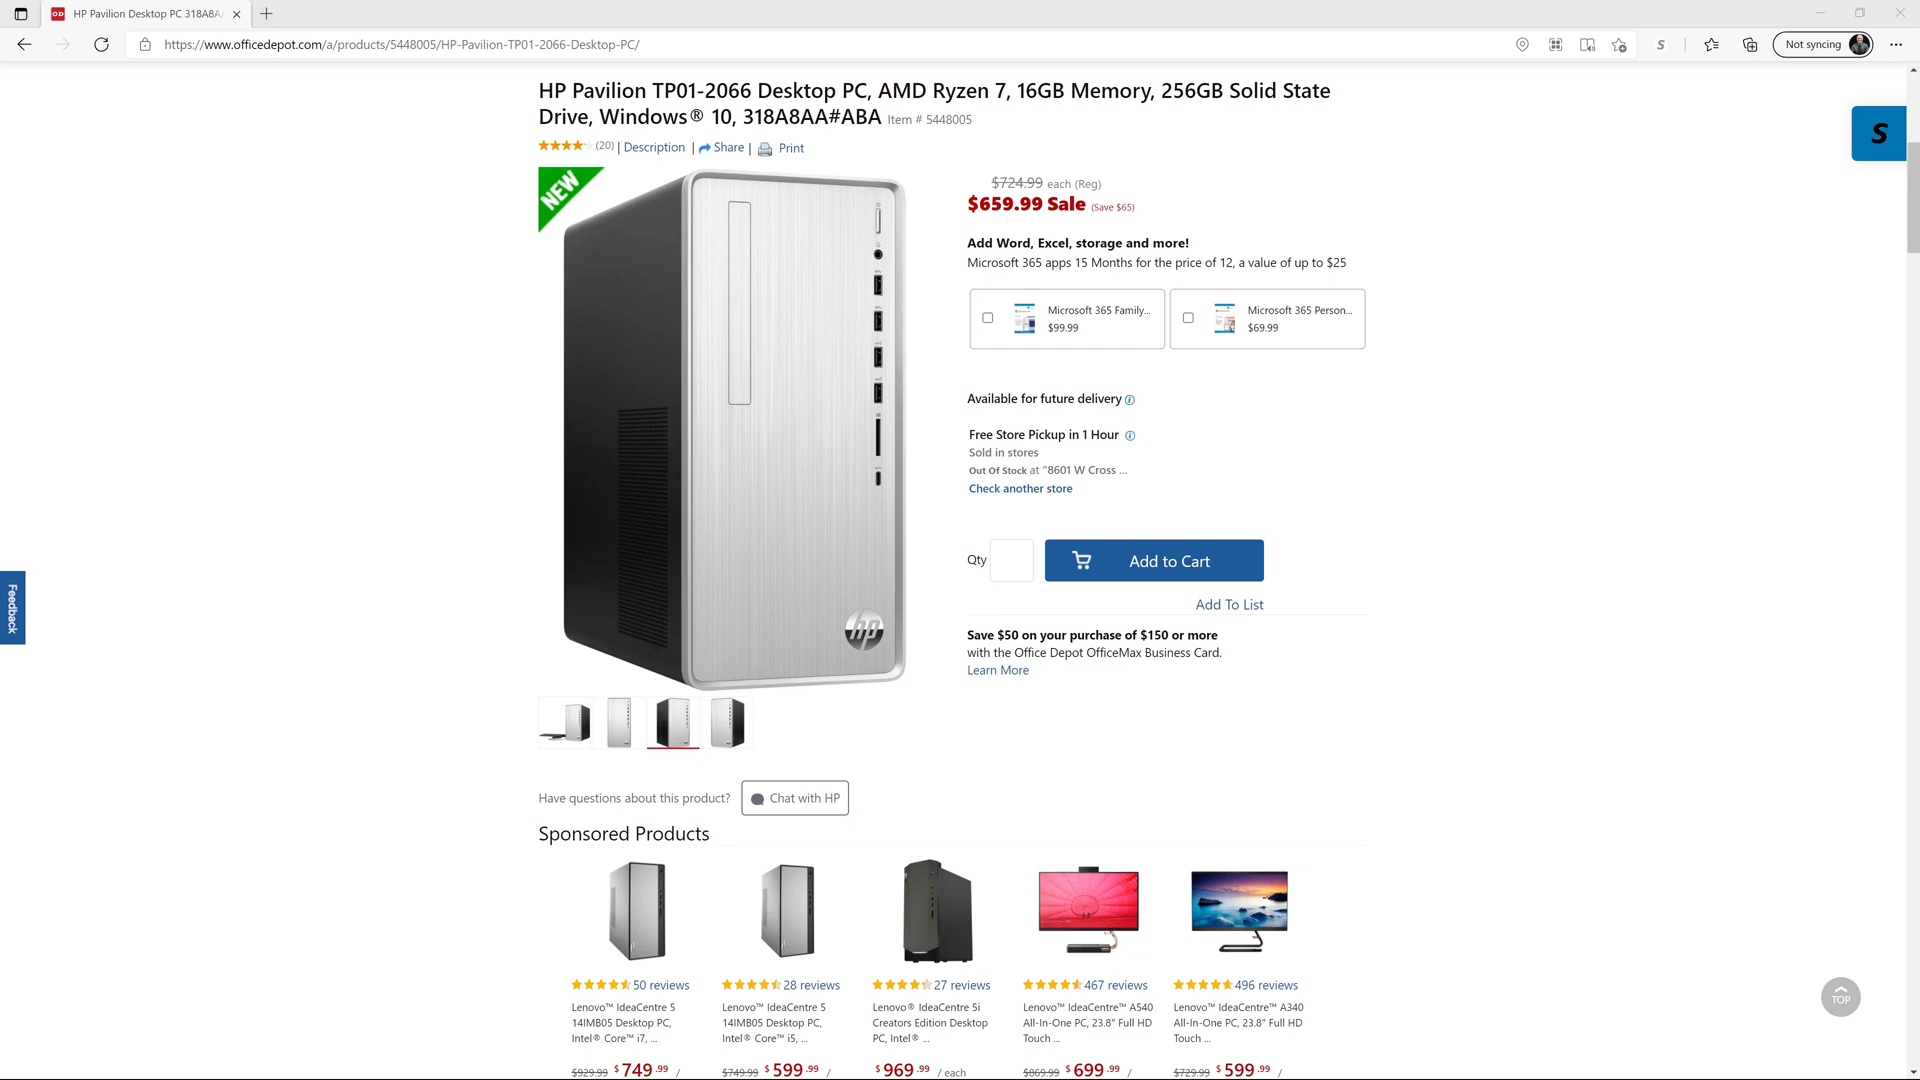 HP Pavilion Desktop PC 318A8A
https://www.officedepot.com/a/products/5448005/HP-Pavilion-TP01-2066-Desktop-PC/
Not syncing
HP Pavilion TP01-2066 Desktop PC, AMD Ryzen 7, 16GB Memory, 256GB Solid State
Drive, Windows® 10, 318A8AA#ABA Item # 5448005
(20) | Description | Share | Print
NEW
$724.99 each (Reg)
$659.99 Sale (Save $65)
Add Word, Excel, storage and more!
Microsoft 365 apps 15 Months for the price of 12, a value of up to $25
Microsoft 365 Family...
$99.99
Microsoft 365 Person...
$69.99
Available for future delivery
Free Store Pickup in 1 Hour
Sold in stores
Out Of Stock at "8601 W Cross ...
Check another store
Qty
Add to Cart
Add To List
Save $50 on your purchase of $150 or more
with the Office Depot OfficeMax Business Card.
Learn More
hp
Feedback
S
Have questions about this product?
Chat with HP
Sponsored Products
50 reviews
Lenovo™ IdeaCentre 5
14IMB05 Desktop PC,
Intel® Core™ i7, ...
$929.99 $749.99 /
28 reviews
Lenovo™ IdeaCentre 5
14IMB05 Desktop PC,
Intel® Core™ i5, ...
$749.99 $599.99 /
27 reviews
Lenovo® IdeaCentre 5i
Creators Edition Desktop
PC, Intel® ...
$969.99 / each
467 reviews
Lenovo™ IdeaCentre™ A540
All-In-One PC, 23.8" Full HD
Touch ...
$869.99 $699.99 /
496 reviews
Lenovo™ IdeaCentre™ A340
All-In-One PC, 23.8" Full HD
Touch ...
$729.99 $599.99 /
TOP